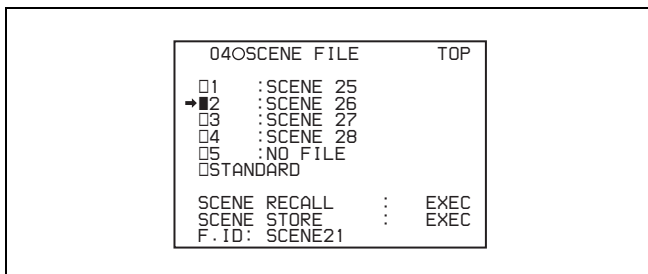 04○SCENE FILE TOP
□1 :SCENE 25
➔■2 :SCENE 26
□3 :SCENE 27
□4 :SCENE 28
□5 :NO FILE
□STANDARD
SCENE RECALL : EXEC
SCENE STORE : EXEC
F.ID: SCENE21